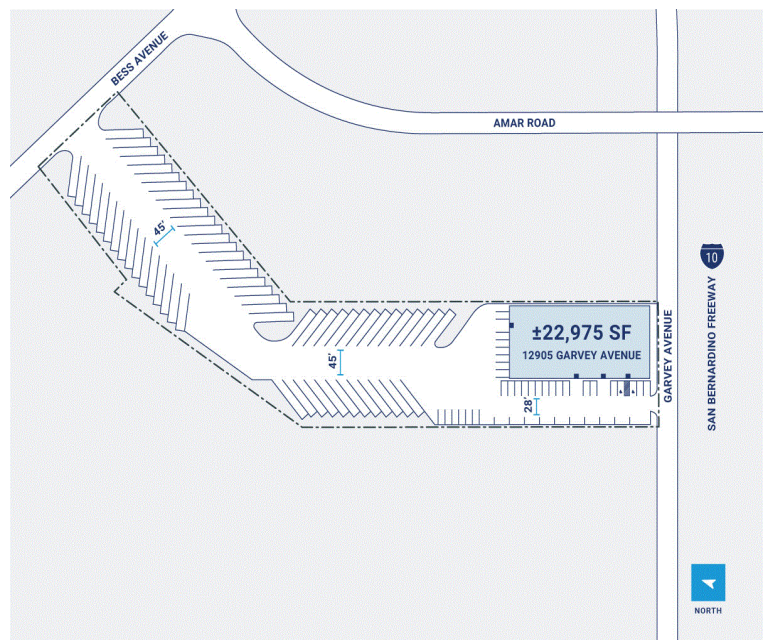 BESS AVENUE
AMAR ROAD
45'
10
SAN BERNARDINO FREEWAY
GARVEY AVENUE
±22,975 SF
12905 GARVEY AVENUE
45'
28'
NORTH